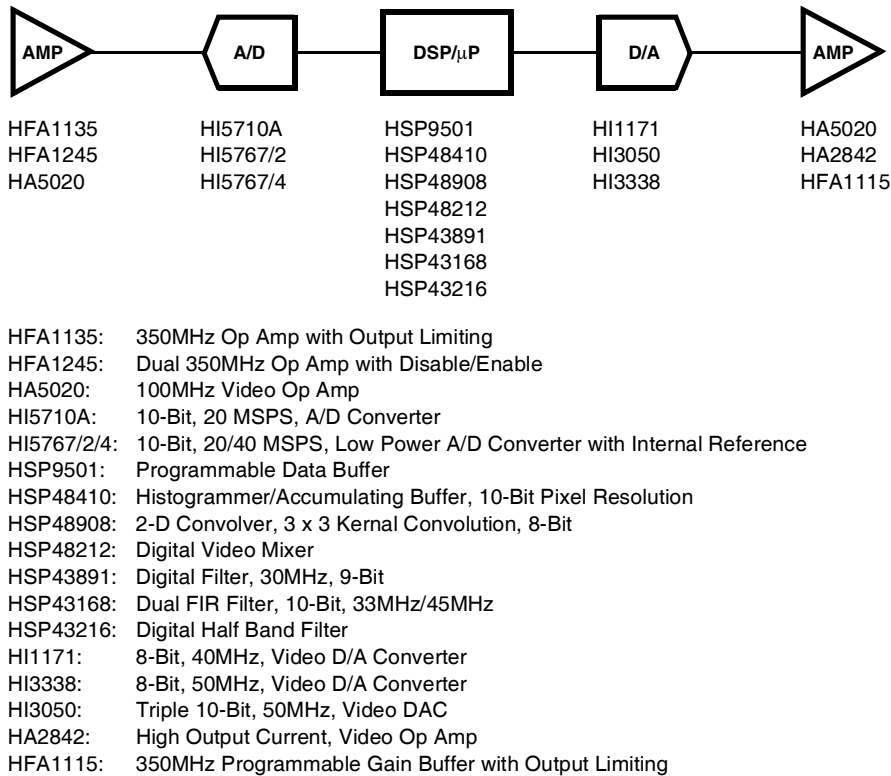 AMP A/D DSP/μP D/A AMP
HFA1135 HI5710A HSP9501 HI1171 HA5020
HFA1245 HI5767/2 HSP48410 HI3050 HA2842
HA5020 HI5767/4 HSP48908 HI3338 HFA1115
HSP48212
HSP43891
HSP43168
HSP43216
HFA1135: 350MHz Op Amp with Output Limiting
HFA1245: Dual 350MHz Op Amp with Disable/Enable
HA5020: 100MHz Video Op Amp
HI5710A: 10-Bit, 20 MSPS, A/D Converter
HI5767/2/4: 10-Bit, 20/40 MSPS, Low Power A/D Converter with Internal Reference
HSP9501: Programmable Data Buffer
HSP48410: Histogrammer/Accumulating Buffer, 10-Bit Pixel Resolution
HSP48908: 2-D Convolver, 3 x 3 Kernal Convolution, 8-Bit
HSP48212: Digital Video Mixer
HSP43891: Digital Filter, 30MHz, 9-Bit
HSP43168: Dual FIR Filter, 10-Bit, 33MHz/45MHz
HSP43216: Digital Half Band Filter
HI1171: 8-Bit, 40MHz, Video D/A Converter
HI3338: 8-Bit, 50MHz, Video D/A Converter
HI3050: Triple 10-Bit, 50MHz, Video DAC
HA2842: High Output Current, Video Op Amp
HFA1115: 350MHz Programmable Gain Buffer with Output Limiting